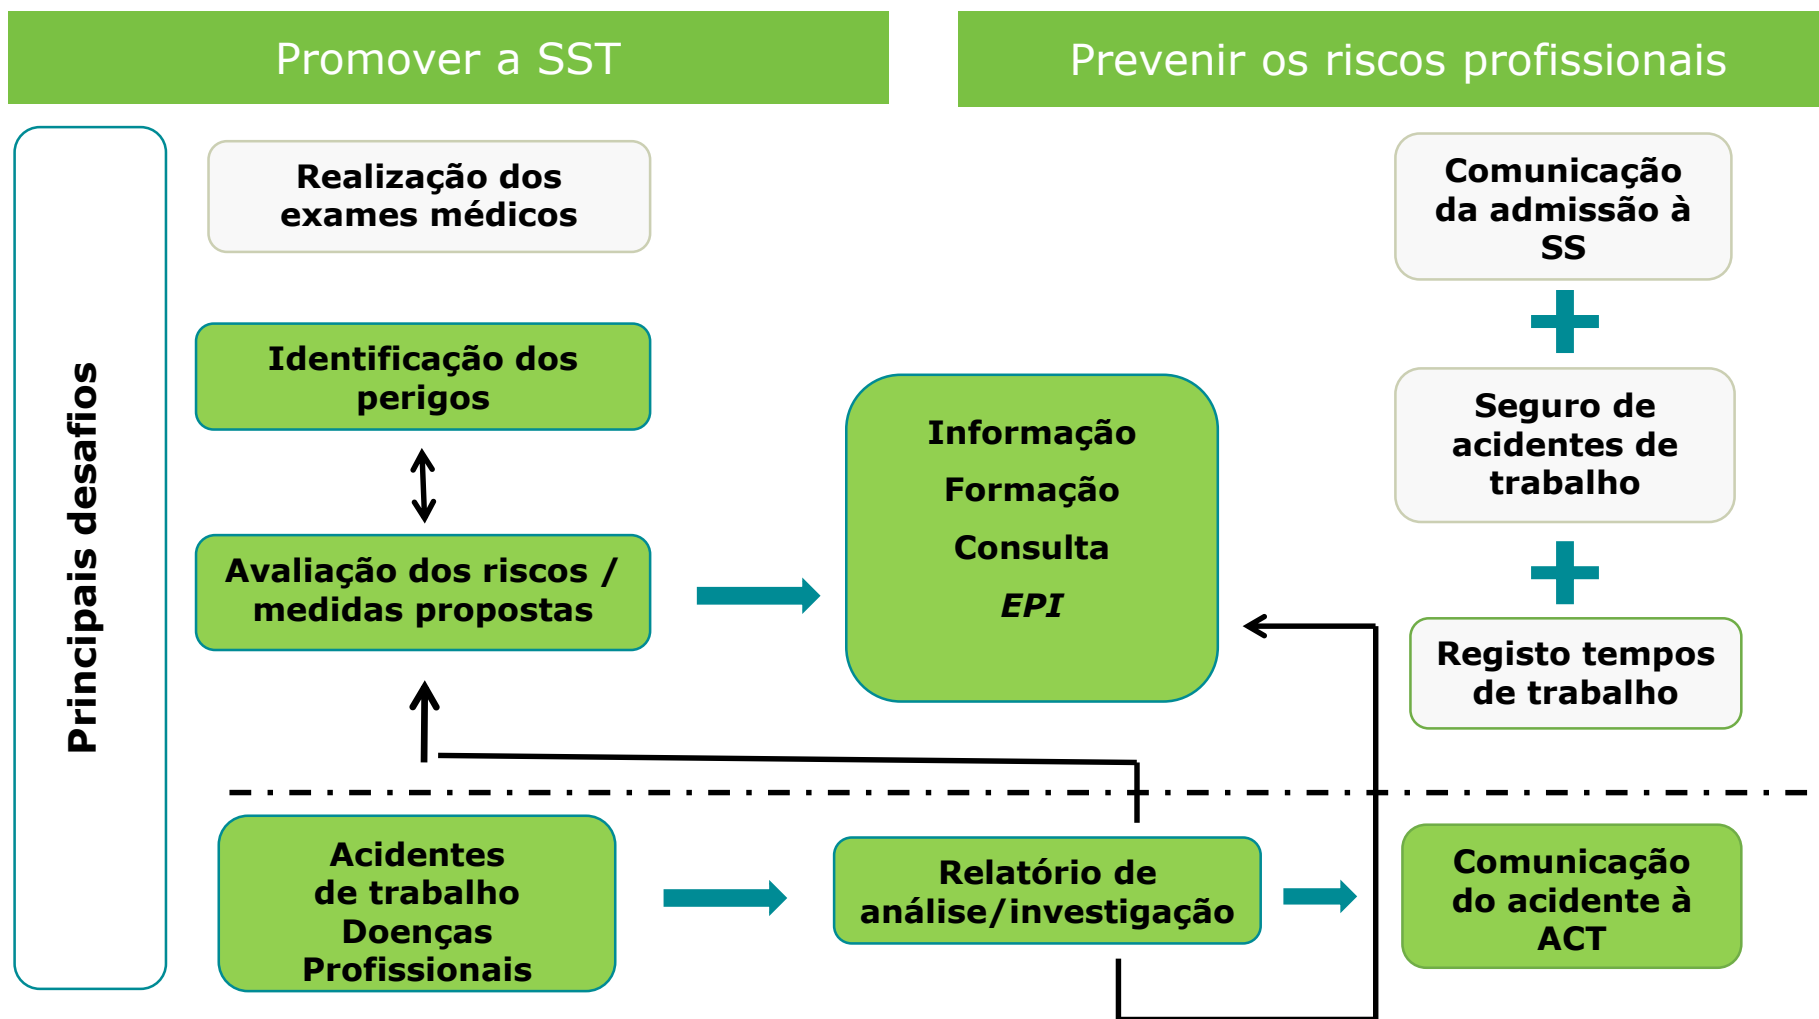 Promover a SST
Prevenir os riscos profissionais
Principais desafios
Realização dos
exames médicos
Identificação dos
perigos
Avaliação dos riscos /
medidas propostas
Informação
Formação
Consulta
EPI
Comunicação
da admissão à
SS
Seguro de
acidentes de
trabalho
Registo tempos
de trabalho
Acidentes
de trabalho
Doenças
Profissionais
Relatório de
análise/investigação
Comunicação
do acidente à
ACT